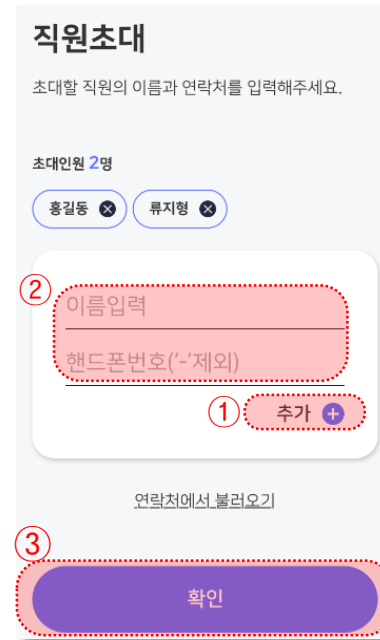 직원초대
초대할 직원의 이름과 연락처를 입력해주세요.
초대인원 2명
홍길동 류지형
②
이름입력
핸드폰번호('-'제외)
① 추가
연락처에서 불러오기
③
확인